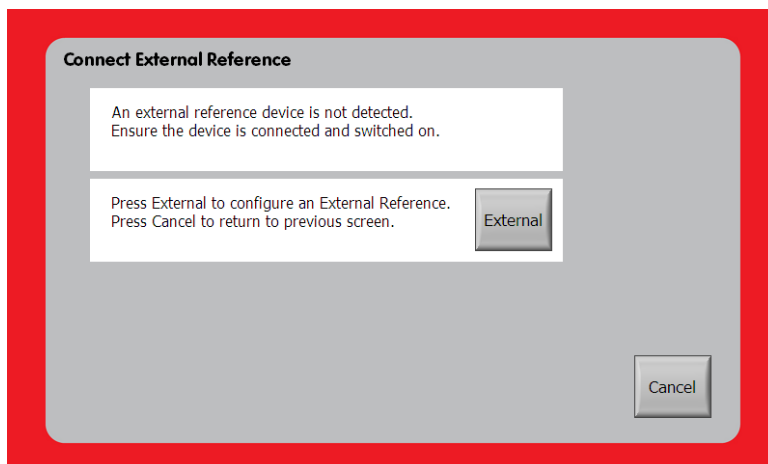 Connect External Reference
An external reference device is not detected.
Ensure the device is connected and switched on.
Press External to configure an External Reference.
Press Cancel to return to previous screen.
External
Cancel